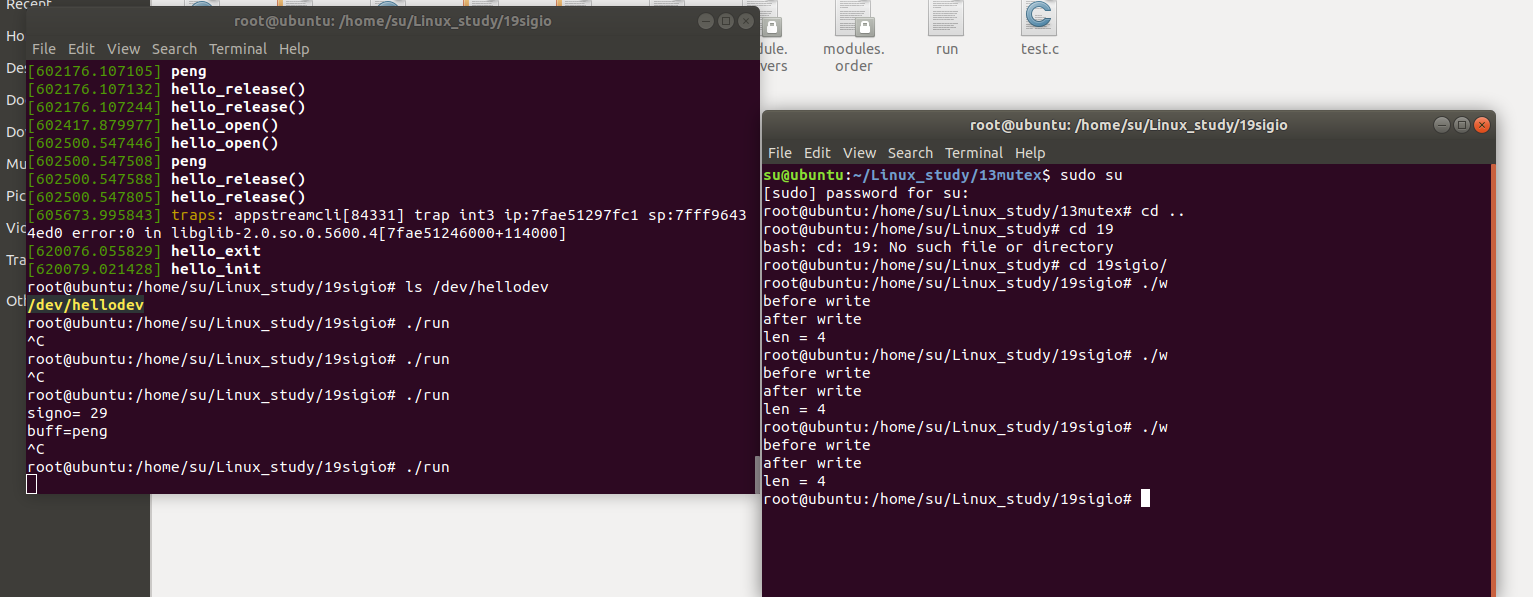 Recent
root@ubuntu: /home/su/Linux_study/19sigio
File Edit View Search Terminal Help
[602176.107105] peng
[602176.107132] hello_release()
[602176.107244] hello_release()
[602417.879977] hello_open()
[602500.547446] hello_open()
[602500.547508] peng
[602500.547588] hello_release()
[602500.547805] hello_release()
[605673.995843] traps: appstreamcli[84331] trap int3 ip:7fae51297fc1 sp:7fff9643
4ed0 error:0 in libglib-2.0.so.0.5600.4[7fae51246000+114000]
[620076.055829] hello_exit
[620079.021428] hello_init
root@ubuntu:/home/su/Linux_study/19sigio# ls /dev/hellodev
/dev/hellodev
root@ubuntu:/home/su/Linux_study/19sigio# ./run
^C
root@ubuntu:/home/su/Linux_study/19sigio# ./run
^C
root@ubuntu:/home/su/Linux_study/19sigio# ./run
signo= 29
buff=peng
^C
root@ubuntu:/home/su/Linux_study/19sigio# ./run
Ho
De
Do
Do
Mu
Pic
Vic
Tra
Otl
dule.
vers
modules.
order
run
test.c
root@ubuntu: /home/su/Linux_study/19sigio
File Edit View Search Terminal Help
su@ubuntu:~/Linux_study/13mutex$ sudo su
[sudo] password for su:
root@ubuntu:/home/su/Linux_study/13mutex# cd ..
root@ubuntu:/home/su/Linux_study# cd 19
bash: cd: 19: No such file or directory
root@ubuntu:/home/su/Linux_study# cd 19sigio/
root@ubuntu:/home/su/Linux_study/19sigio# ./w
before write
after write
len = 4
root@ubuntu:/home/su/Linux_study/19sigio# ./w
before write
after write
len = 4
root@ubuntu:/home/su/Linux_study/19sigio# ./w
before write
after write
len = 4
root@ubuntu:/home/su/Linux_study/19sigio#